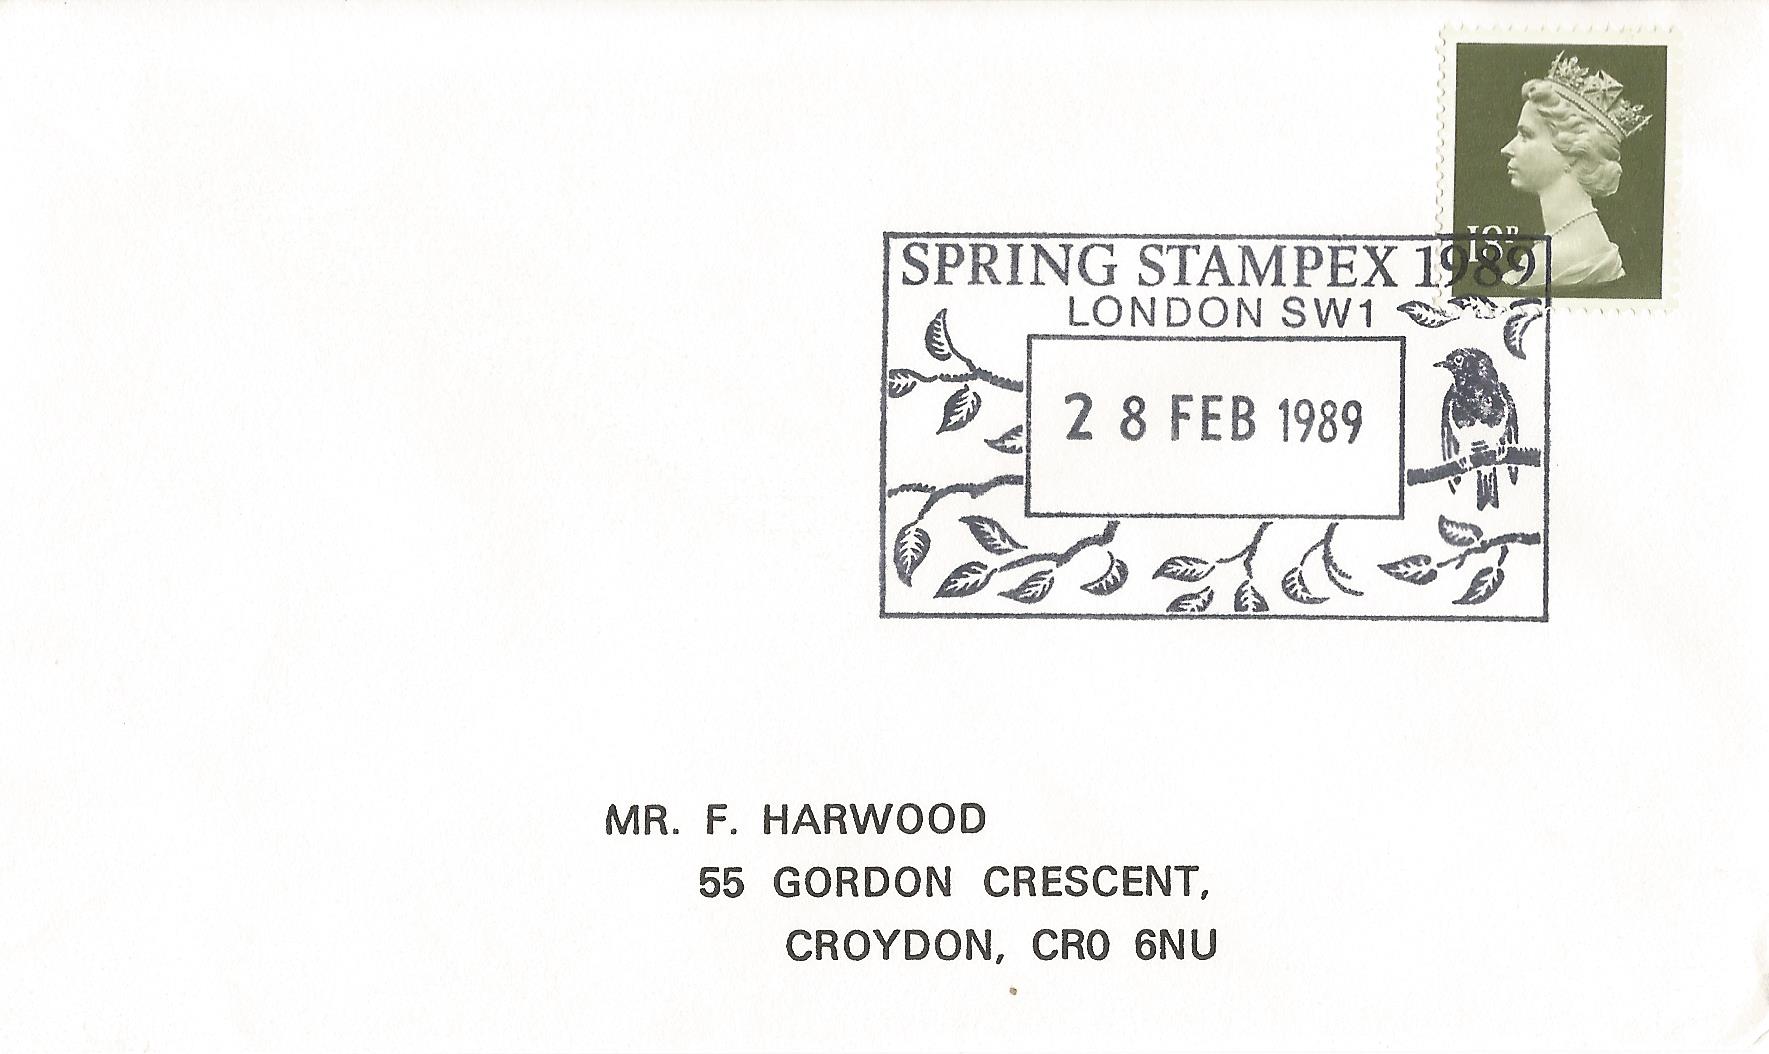 SPRING STAMPEX 1989
LONDON SW1
2 8 FEB 1989
MR. F. HARWOOD
55 GORDON CRESCENT,
CROYDON, CR0 6NU